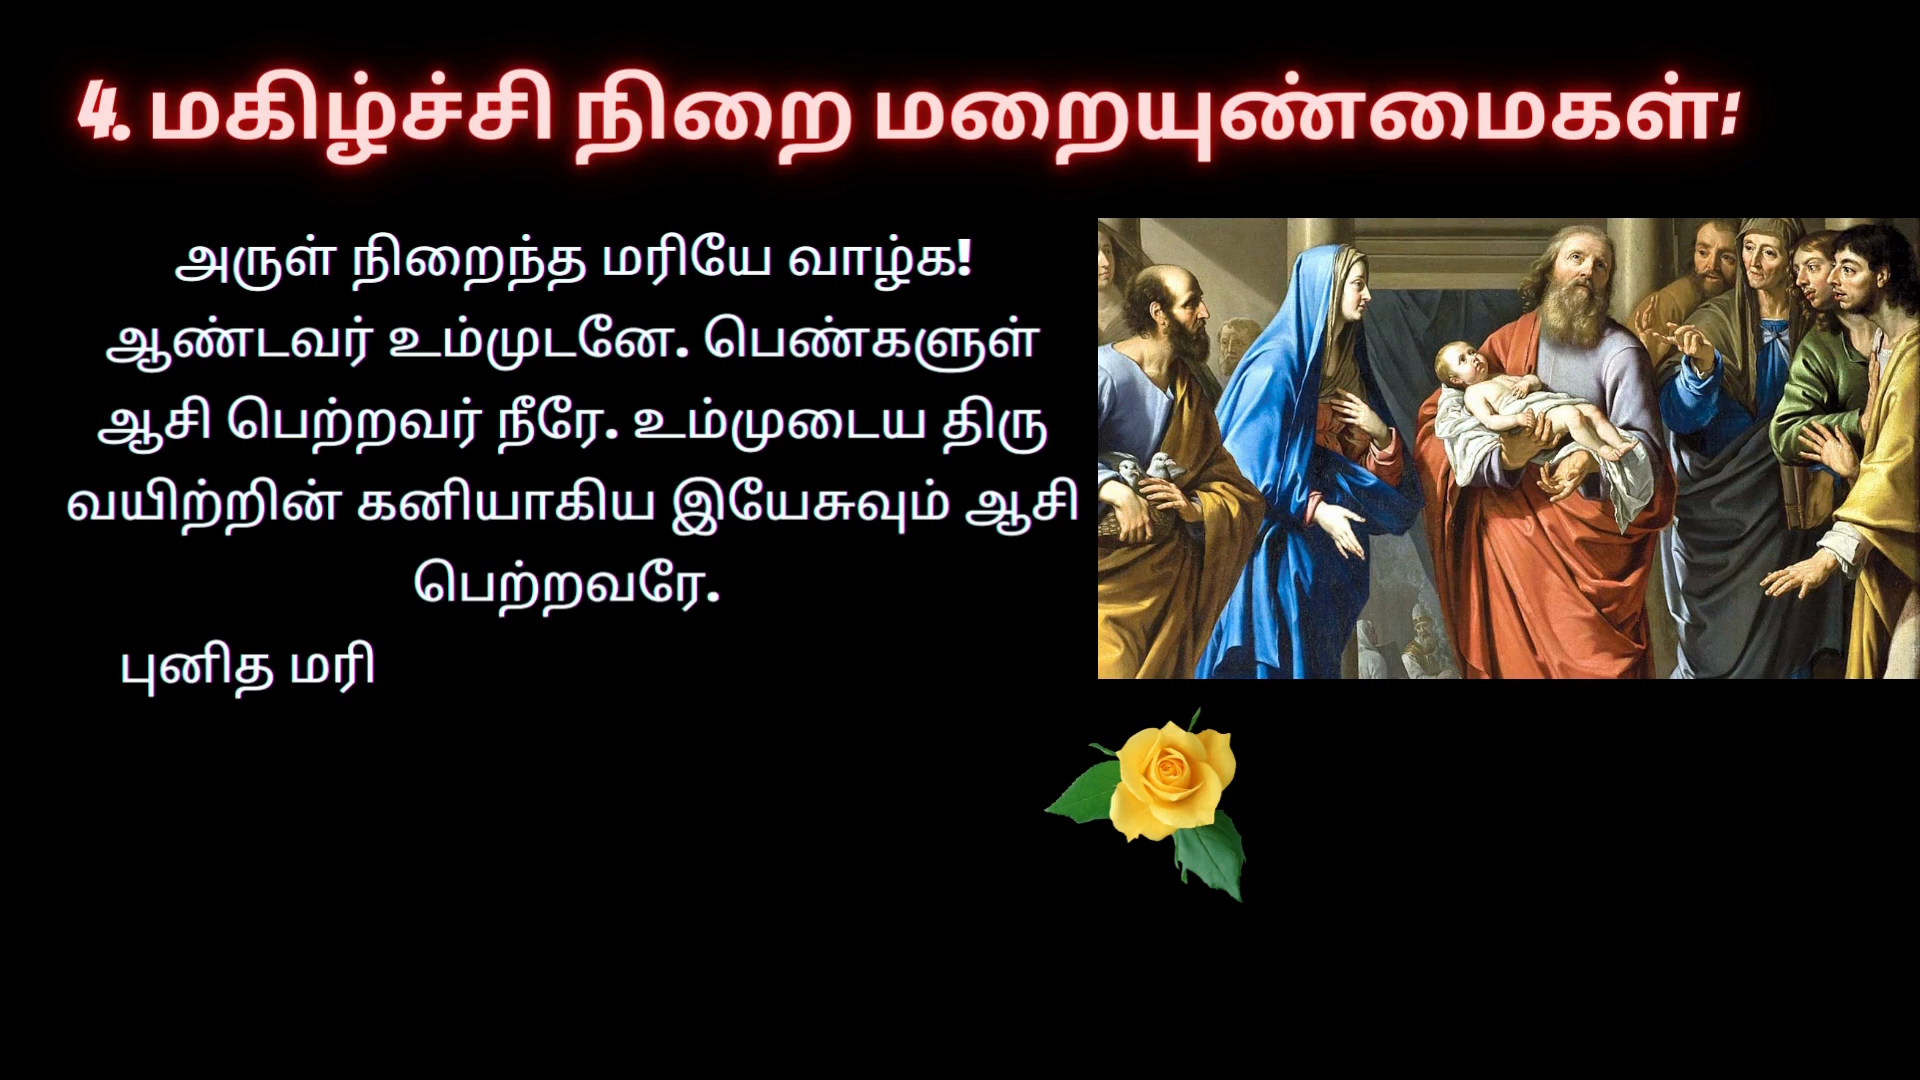 4. மகிழ்ச்சி நிறை மறையுண்மைகள்:
அருள் நிறைந்த மரியே வாழ்க!
ஆண்டவர் உம்முடனே. பெண்களுள்
ஆசி பெற்றவர் நீரே. உம்முடைய திரு
வயிற்றின் கனியாகிய இயேசுவும் ஆசி
பெற்றவரே.
புனித மரி